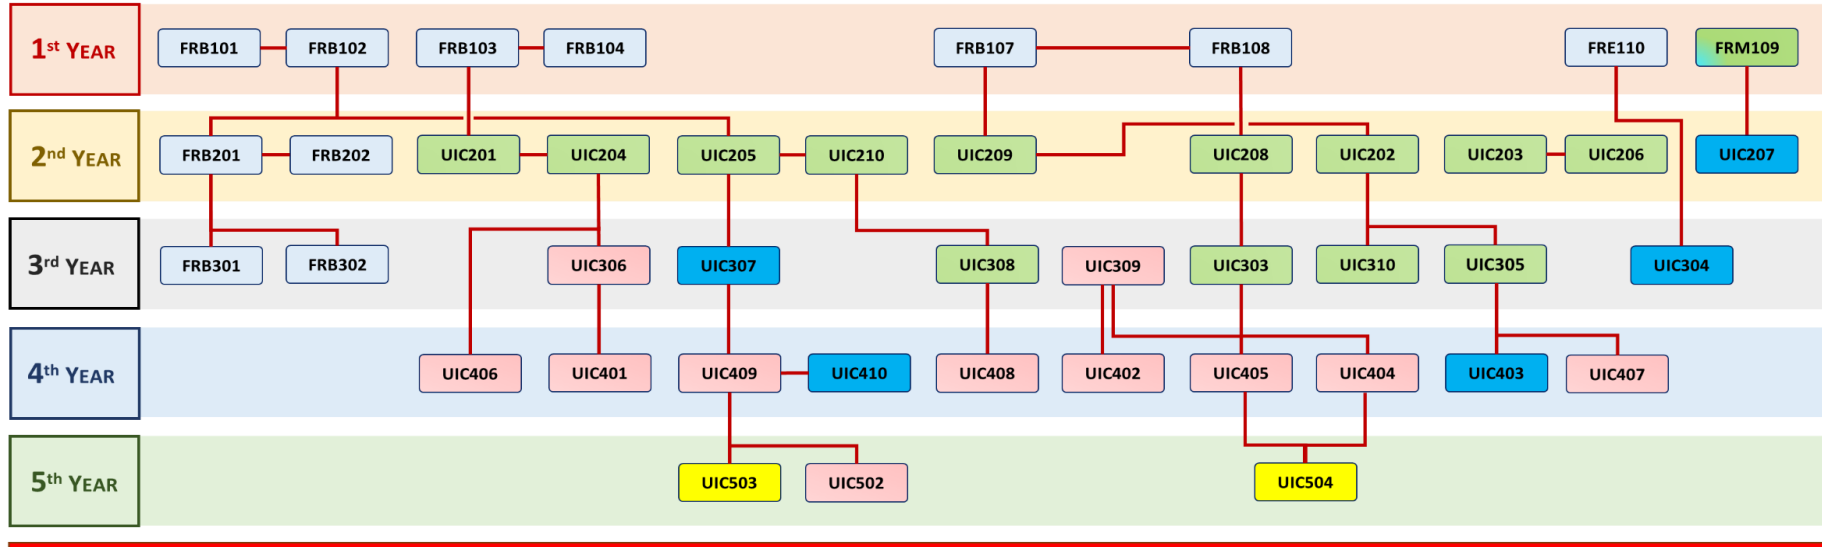 1st YEAR
FRB101 FRB102 FRB103 FRB104 FRB107 FRB108 FRE110 FRM109
2nd YEAR
FRB201 FRB202 UIC201 UIC204 UIC205 UIC210 UIC209 UIC208 UIC202 UIC203 UIC206 UIC207
3rd YEAR
FRB301 FRB302 UIC306 UIC307 UIC308 UIC309 UIC303 UIC310 UIC305 UIC304
4th YEAR
UIC406 UIC401 UIC409 UIC410 UIC408 UIC402 UIC405 UIC404 UIC403 UIC407
5th YEAR
UIC503 UIC502 UIC504